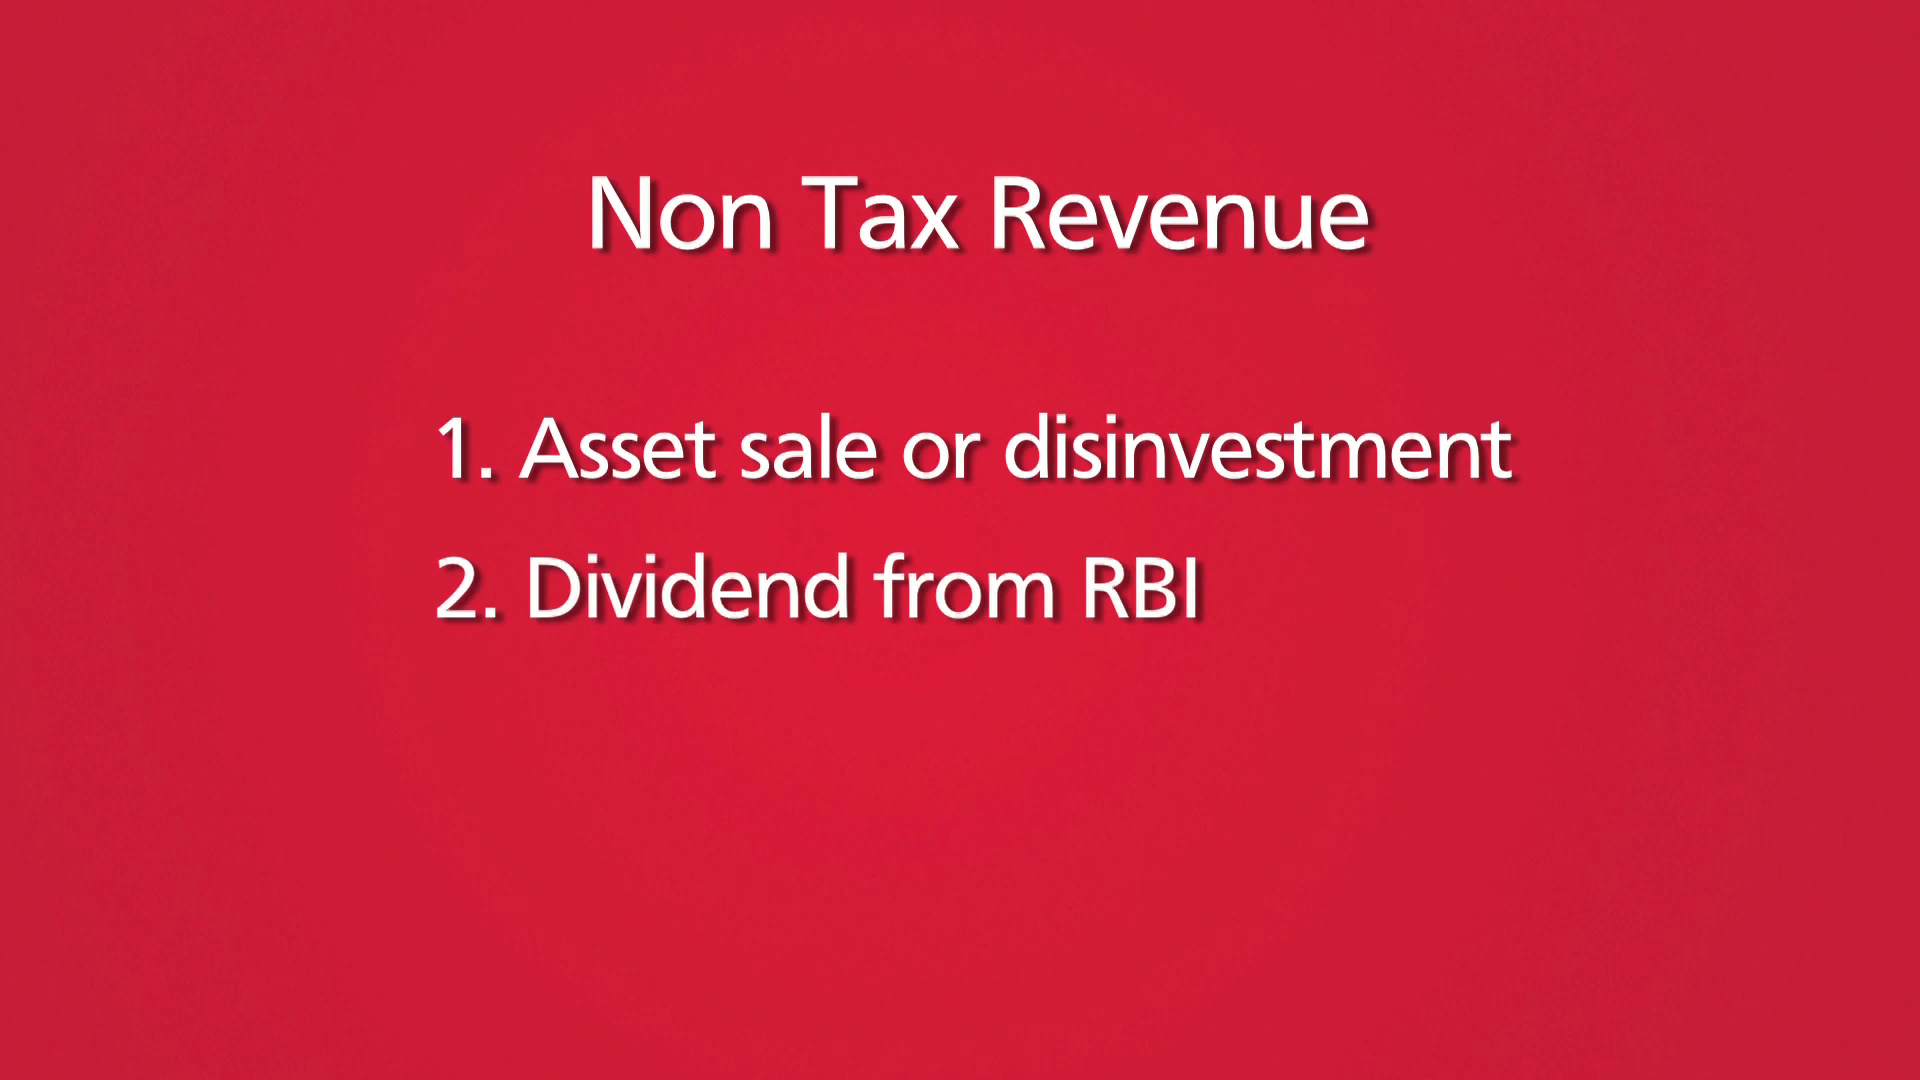 Non Tax Revenue
1. Asset sale or disinvestment
2. Dividend from RBI